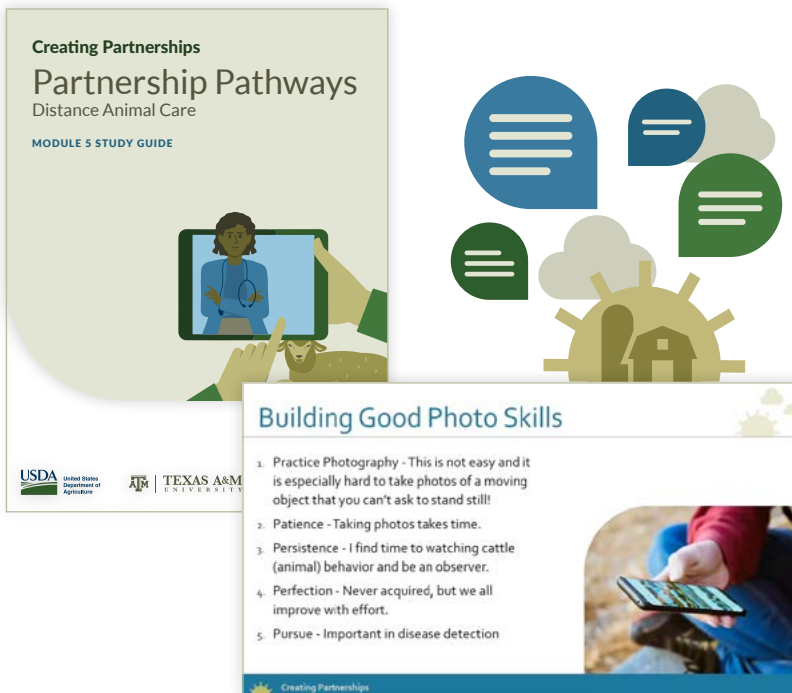 Creating Partnerships
Partnership Pathways
Distance Animal Care
MODULE 5 STUDY GUIDE
USDA
United States
Department of
Agriculture
ĀM
TEXAS A&M
UNIVERSITY
Building Good Photo Skills
1. Practice Photography - This is not easy and it
is especially hard to take photos of a moving
object that you can't ask to stand still!
2. Patience - Taking photos takes time.
3. Persistence - I find time to watching cattle
(animal) behavior and be an observer.
4. Perfection - Never acquired, but we all
improve with effort.
5. Pursue - Important in disease detection
Creating Partnerships